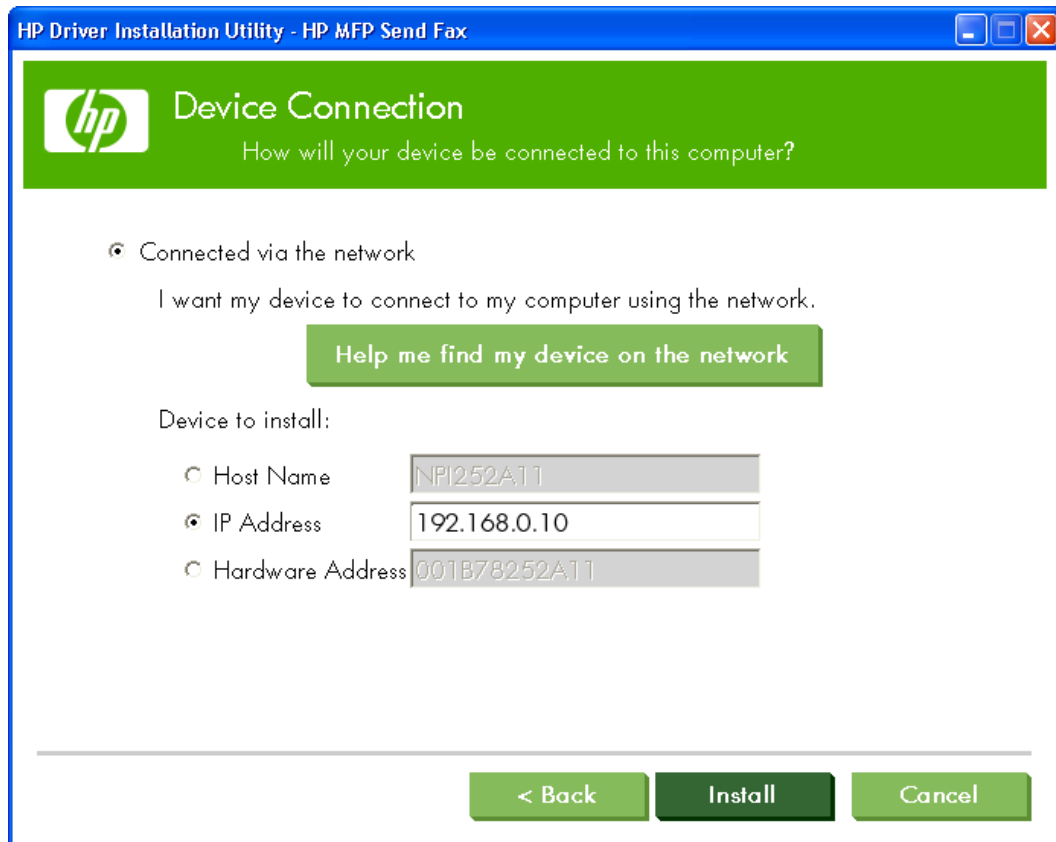 HP Driver Installation Utility - HP MFP Send Fax
hp
Device Connection
How will your device be connected to this computer?
Connected via the network
I want my device to connect to my computer using the network.
Help me find my device on the network
Device to install:
Host Name NPI252A11
IP Address 192.168.0.10
Hardware Address 001B78252A11
< Back Install Cancel